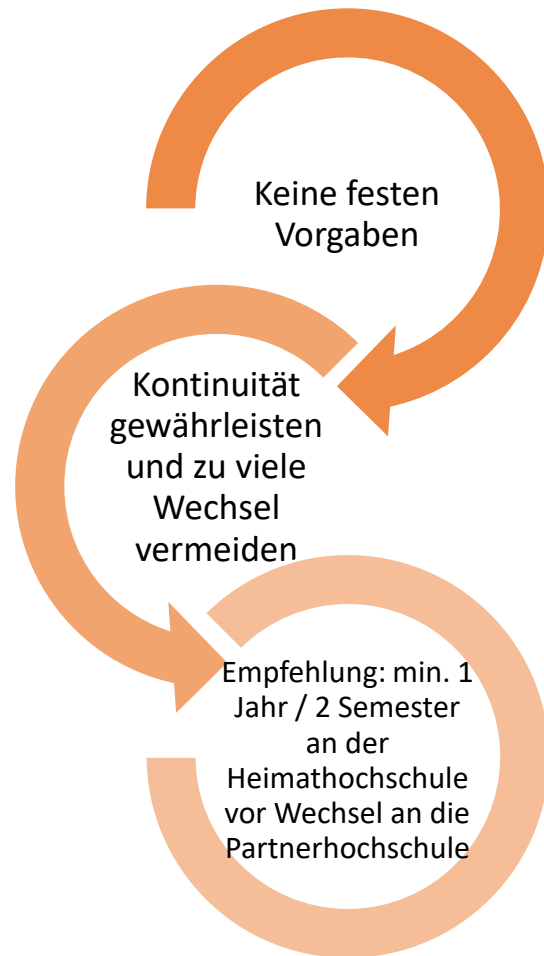 Keine festen
Vorgaben
Kontinuität
gewährleisten
und zu viele
Wechsel
vermeiden
Empfehlung: min. 1
Jahr / 2 Semester
an der
Heimathochschule
vor Wechsel an die
Partnerhochschule